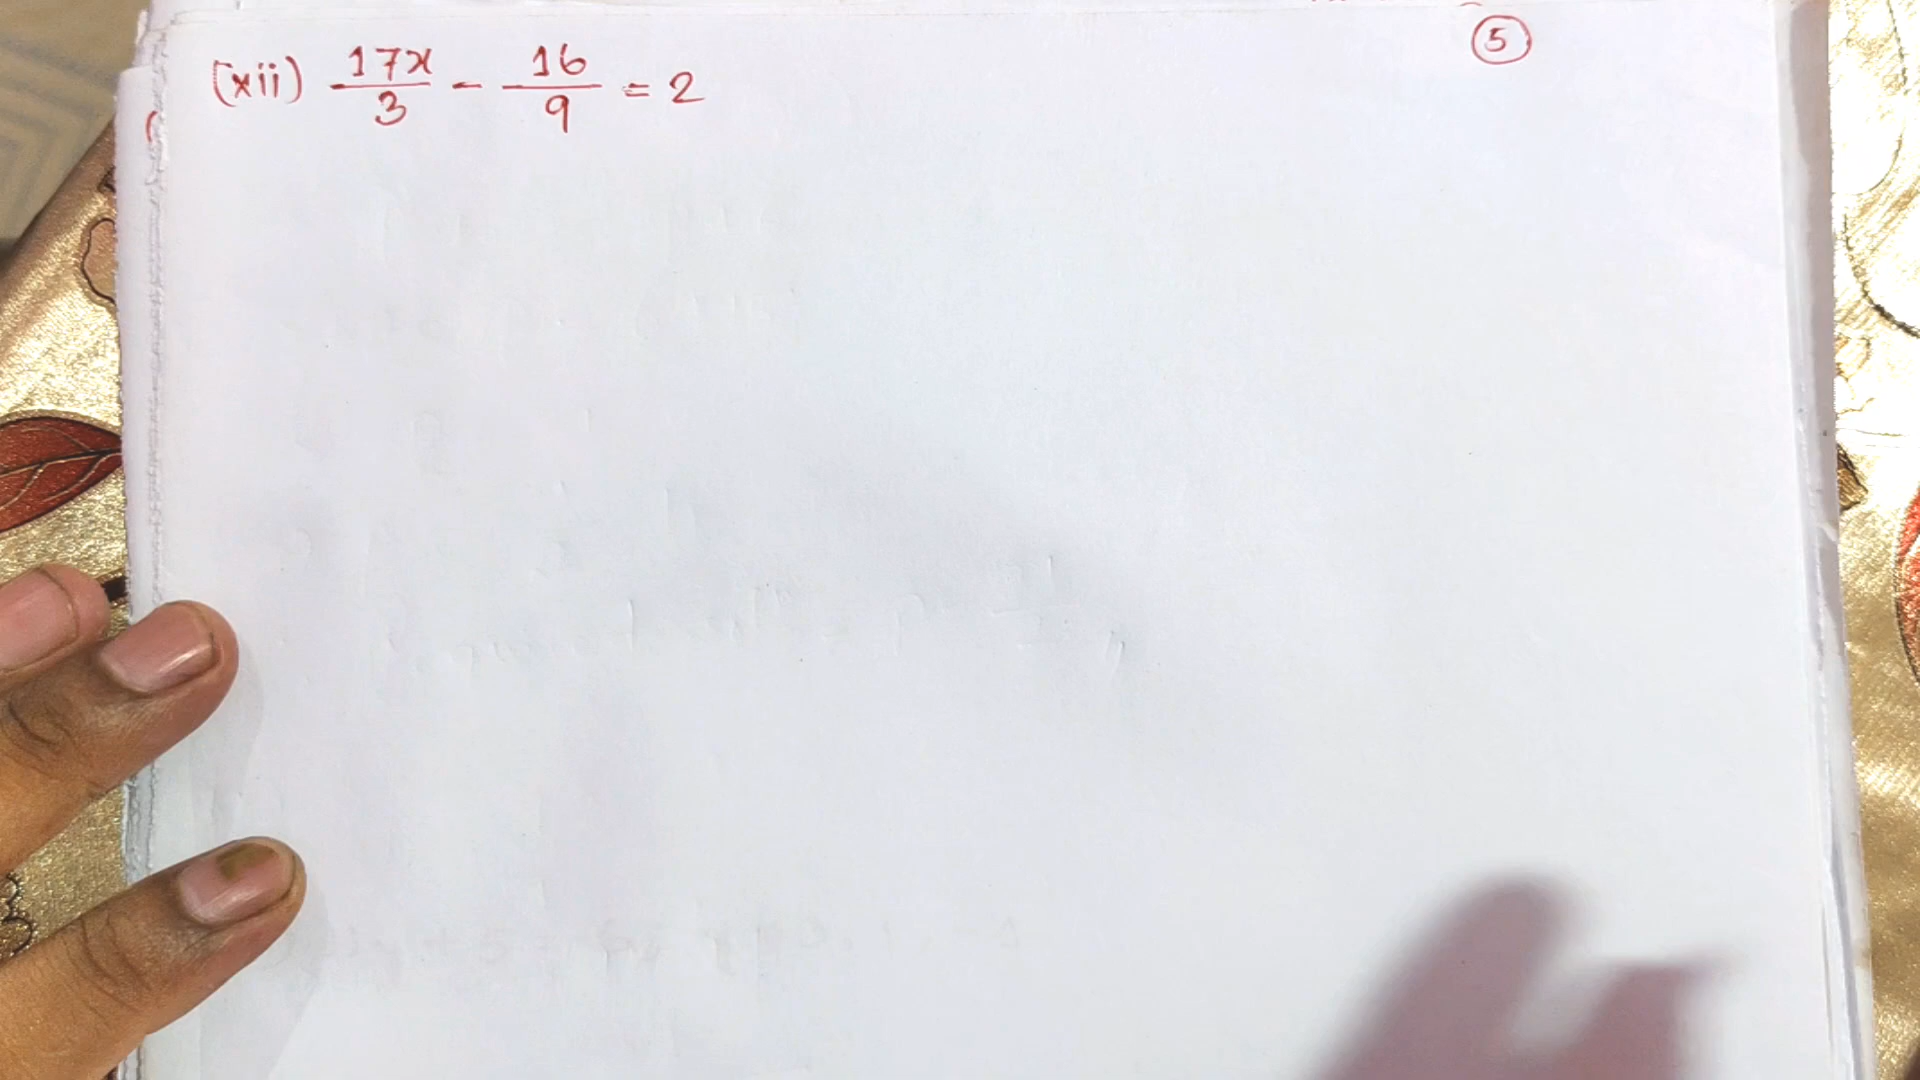 (xii) 17x/3 - 16/9 = 2
5